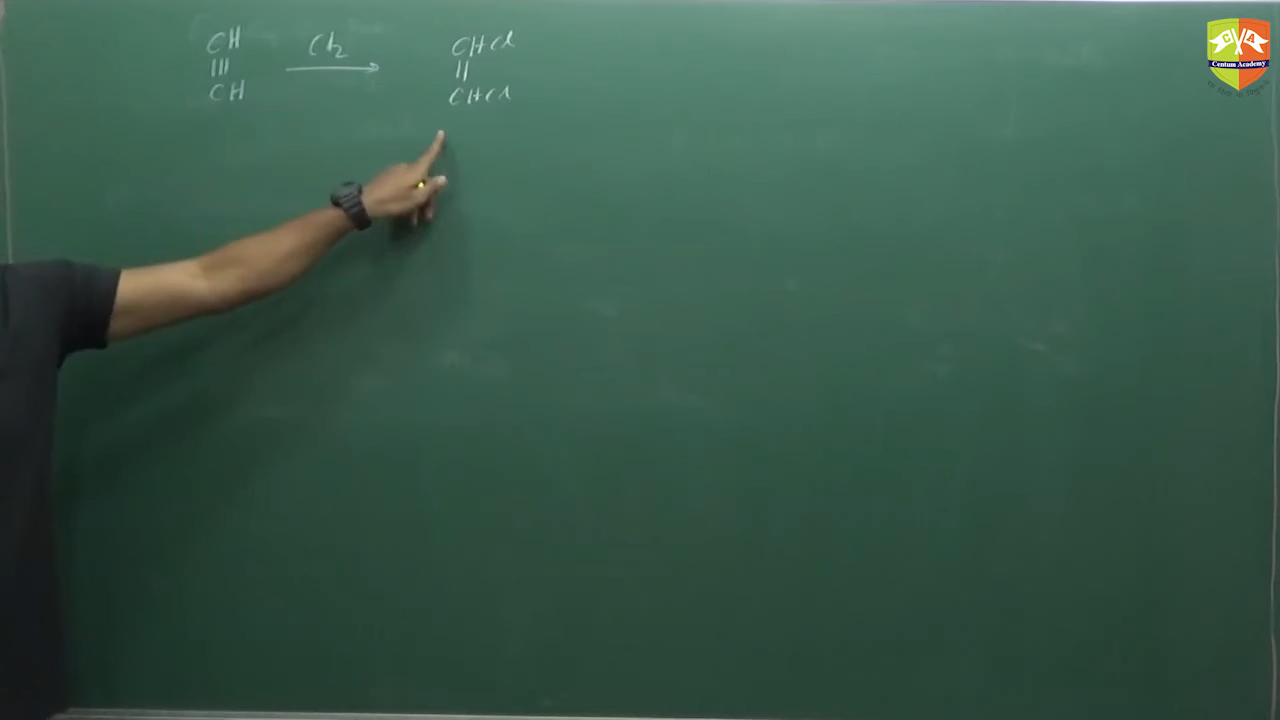 CH Cl2 CHCl
||| ||
CH CHCl
C A
Centum Academy